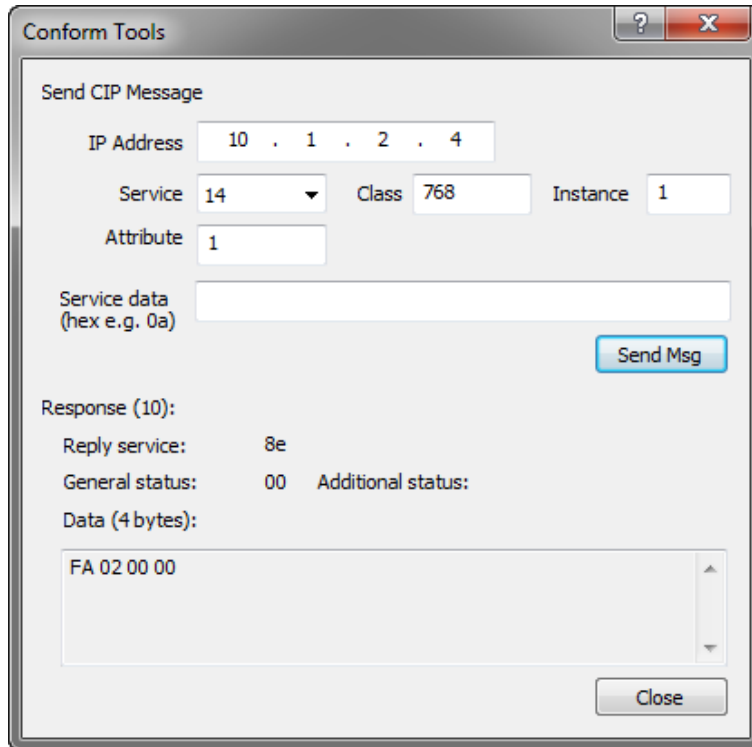 Conform Tools
?
Send CIP Message
IP Address 10 . 1 . 2 . 4
Service 14 Class 768 Instance 1
Attribute 1
Service data
(hex e.g. 0a)
Send Msg
Response (10):
Reply service: 8e
General status: 00 Additional status:
Data (4 bytes):
FA 02 00 00
Close